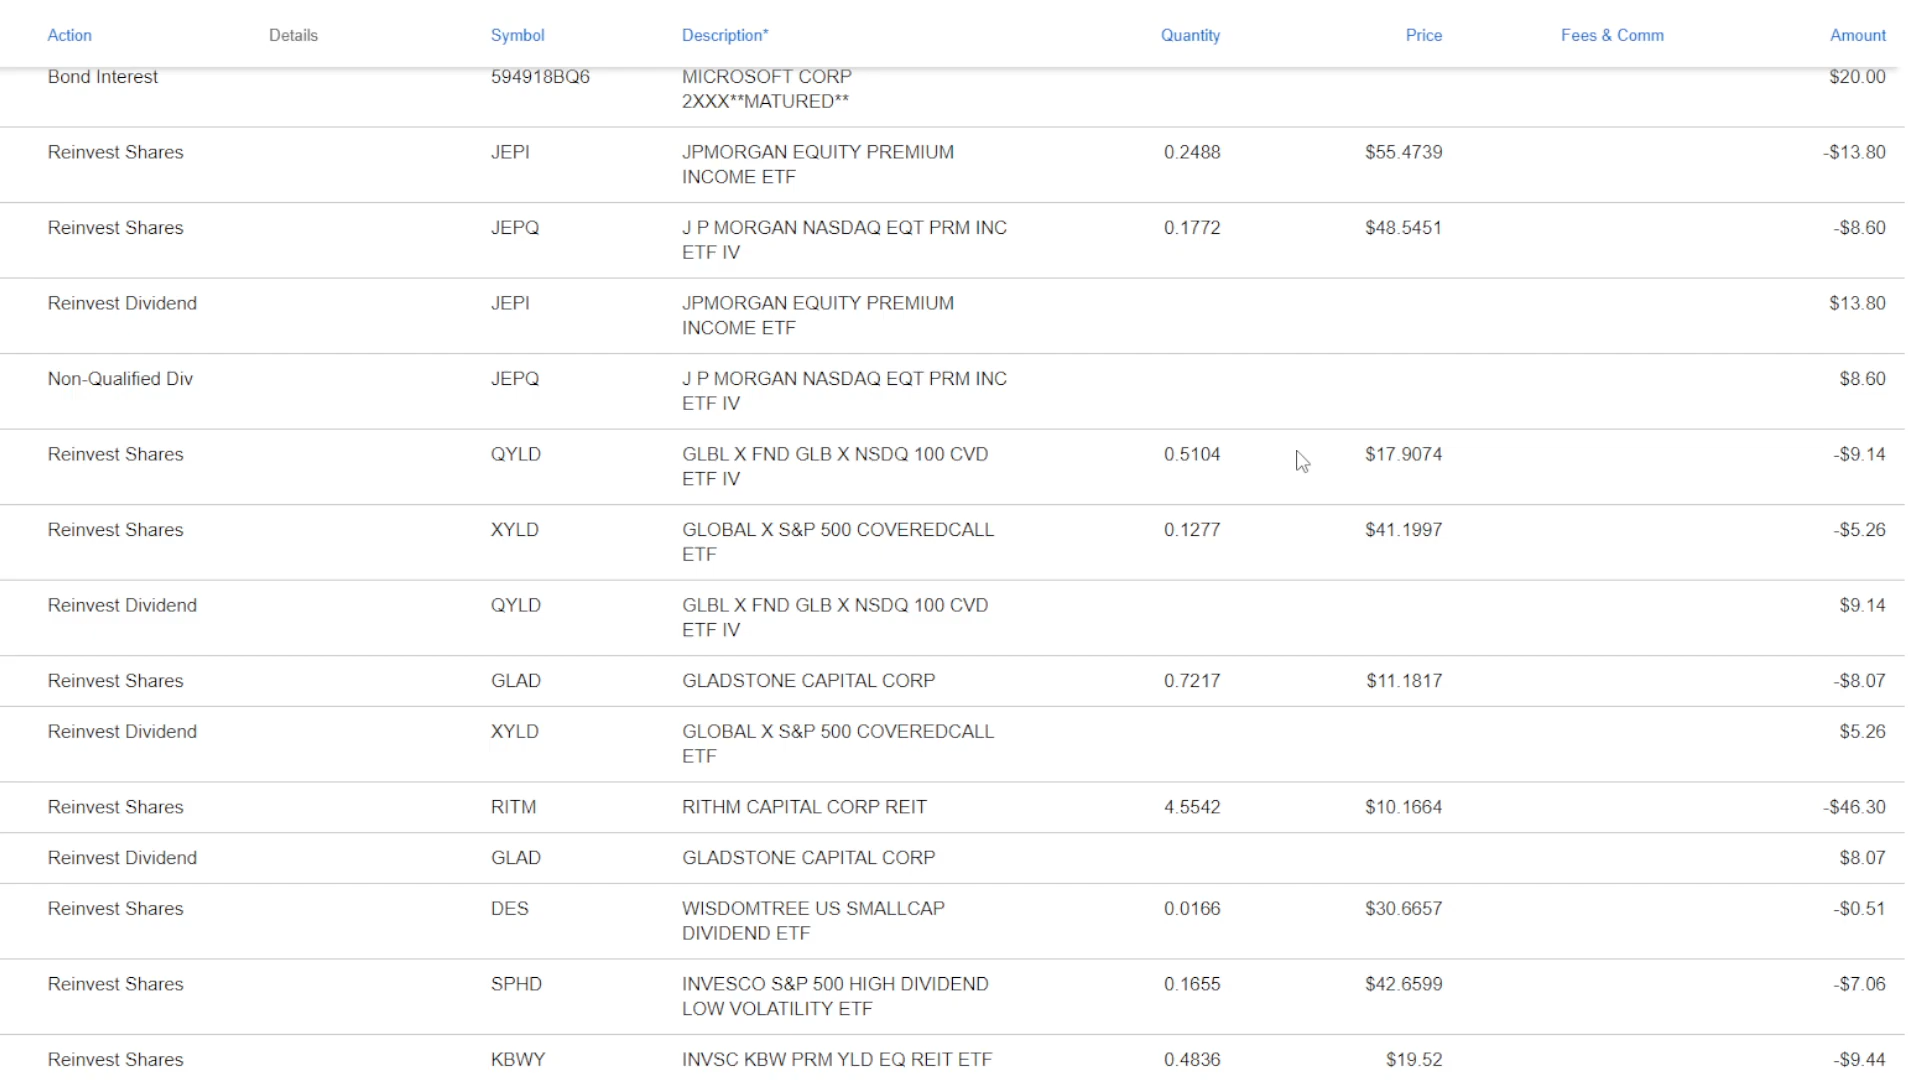 Action Details Symbol Description* Quantity Price Fees & Comm Amount
Bond Interest 594918BQ6 MICROSOFT CORP $20.00
2XXX**MATURED**
Reinvest Shares JEPI JPMORGAN EQUITY PREMIUM 0.2488 $55.4739 -$13.80
INCOME ETF
Reinvest Shares JEPQ J P MORGAN NASDAQ EQT PRM INC 0.1772 $48.5451 -$8.60
ETF IV
Reinvest Dividend JEPI JPMORGAN EQUITY PREMIUM $13.80
INCOME ETF
Non-Qualified Div JEPQ J P MORGAN NASDAQ EQT PRM INC $8.60
ETF IV
Reinvest Shares QYLD GLBL X FND GLB X NSDQ 100 CVD 0.5104 $17.9074 -$9.14
ETF IV
Reinvest Shares XYLD GLOBAL X S&P 500 COVEREDCALL 0.1277 $41.1997 -$5.26
ETF
Reinvest Dividend QYLD GLBL X FND GLB X NSDQ 100 CVD $9.14
ETF IV
Reinvest Shares GLAD GLADSTONE CAPITAL CORP 0.7217 $11.1817 -$8.07
Reinvest Dividend XYLD GLOBAL X S&P 500 COVEREDCALL $5.26
ETF
Reinvest Shares RITM RITHM CAPITAL CORP REIT 4.5542 $10.1664 -$46.30
Reinvest Dividend GLAD GLADSTONE CAPITAL CORP $8.07
Reinvest Shares DES WISDOMTREE US SMALLCAP 0.0166 $30.6657 -$0.51
DIVIDEND ETF
Reinvest Shares SPHD INVESCO S&P 500 HIGH DIVIDEND 0.1655 $42.6599 -$7.06
LOW VOLATILITY ETF
Reinvest Shares KBWY INVSC KBW PRM YLD EQ REIT ETF 0.4836 $19.52 -$9.44